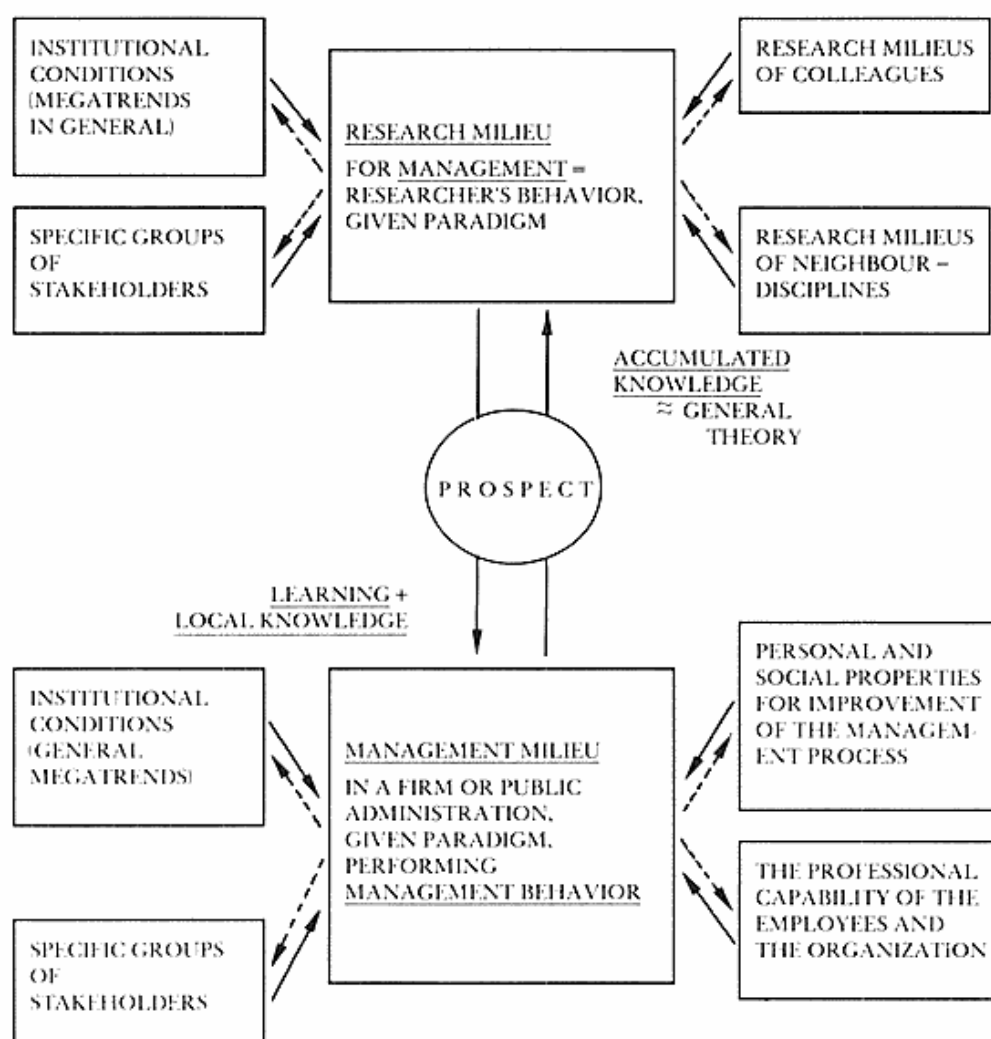 INSTITUTIONAL
CONDITIONS
(MEGATRENDS
IN GENERAL)
SPECIFIC GROUPS
OF
STAKEHOLDERS
RESEARCH MILIEU
FOR MANAGEMENT =
RESEARCHER'S BEHAVIOR,
GIVEN PARADIGM
RESEARCH MILIEUS
OF COLLEAGUES
RESEARCH MILIEUS
OF NEIGHBOUR –
DISCIPLINES
ACCUMULATED
KNOWLEDGE
≈ GENERAL
THEORY
PROSPECT
LEARNING +
LOCAL KNOWLEDGE
INSTITUTIONAL
CONDITIONS
(GENERAL
MEGATRENDS)
SPECIFIC GROUPS
OF
STAKEHOLDERS
MANAGEMENT MILIEU
IN A FIRM OR PUBLIC
ADMINISTRATION,
GIVEN PARADIGM,
PERFORMING
MANAGEMENT BEHAVIOR
PERSONAL AND
SOCIAL PROPERTIES
FOR IMPROVEMENT
OF THE MANAGEM-
ENT PROCESS
THE PROFESSIONAL
CAPABILITY OF THE
EMPLOYEES AND
THE ORGANIZATION